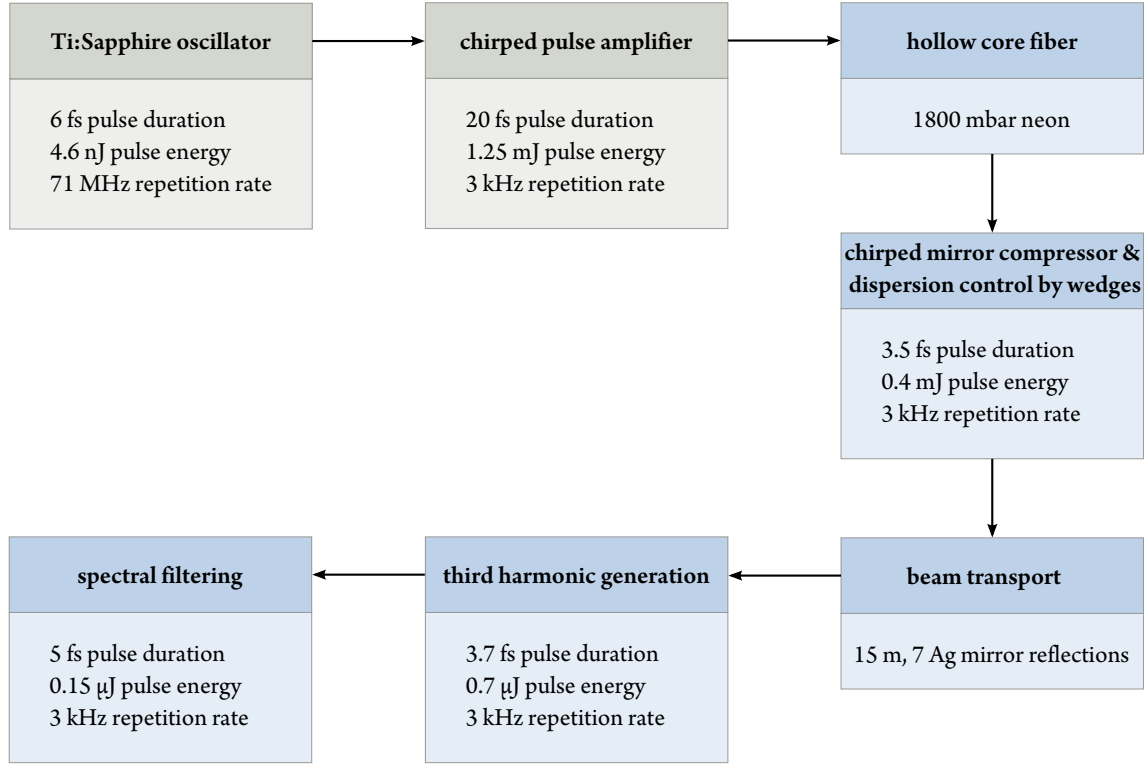 Ti:Sapphire oscillator
6 fs pulse duration
4.6 nJ pulse energy
71 MHz repetition rate
chirped pulse amplifier
20 fs pulse duration
1.25 mJ pulse energy
3 kHz repetition rate
hollow core fiber
1800 mbar neon
chirped mirror compressor &
dispersion control by wedges
3.5 fs pulse duration
0.4 mJ pulse energy
3 kHz repetition rate
beam transport
15 m, 7 Ag mirror reflections
third harmonic generation
3.7 fs pulse duration
0.7 µJ pulse energy
3 kHz repetition rate
spectral filtering
5 fs pulse duration
0.15 µJ pulse energy
3 kHz repetition rate